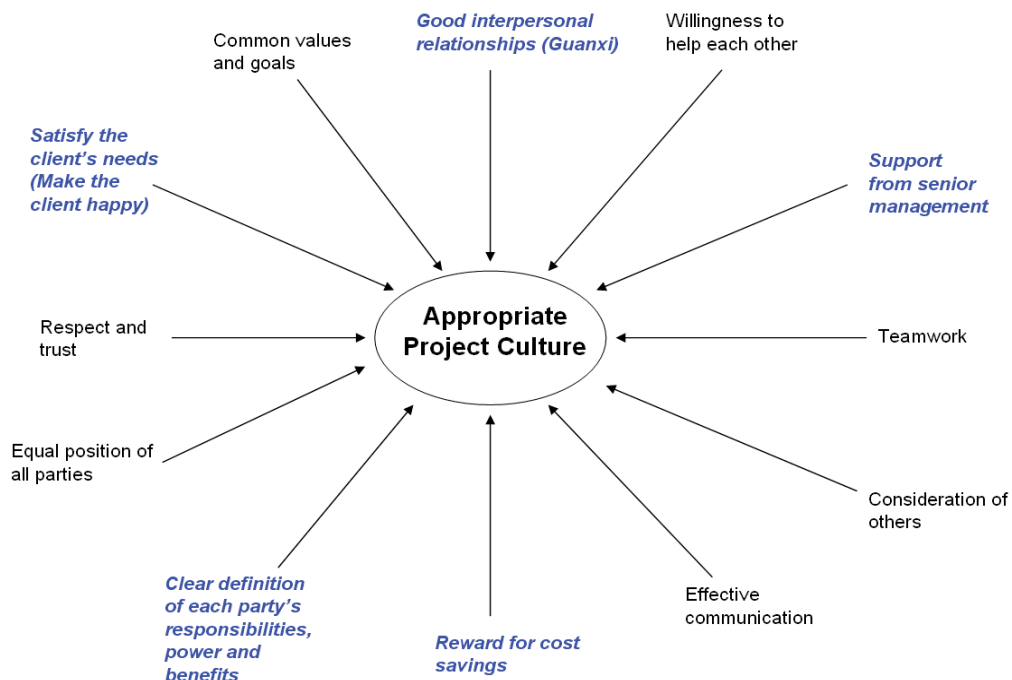 Good interpersonal
relationships (Guanxi)
Willingness to
help each other
Common values
and goals
Satisfy the
client's needs
(Make the
client happy)
Support
from senior
management
Appropriate
Project Culture
Respect and
trust
Teamwork
Equal position of
all parties
Consideration of
others
Clear definition
of each party's
responsibilities,
power and
benefits
Effective
communication
Reward for cost
savings